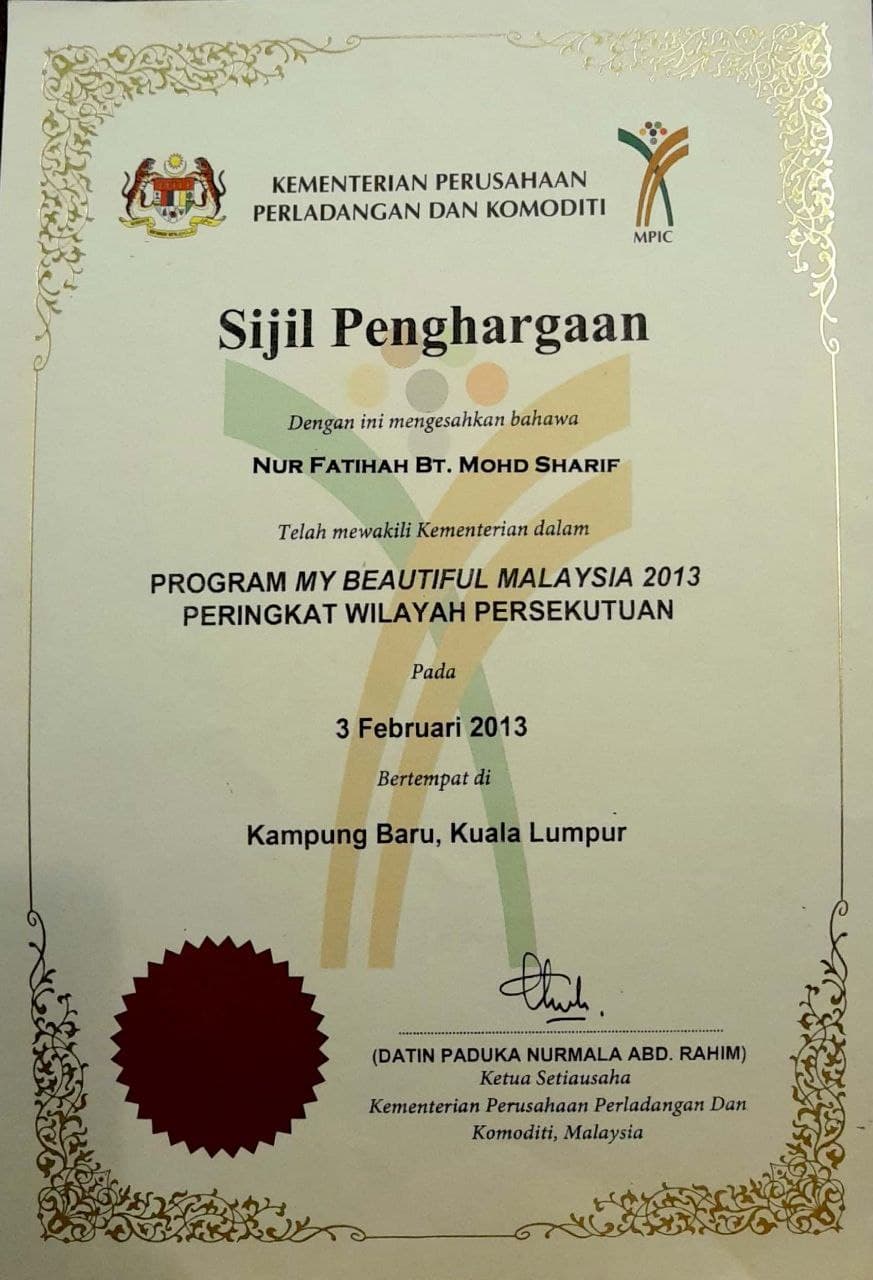 KEMENTERIAN PERUSAHAAN
PERLADANGAN DAN KOMODITI
MPIC
Sijil Penghargaan
Dengan ini mengesahkan bahawa
NUR FATIHAH BT. MOHD SHARIF
Telah mewakili Kementerian dalam
PROGRAM MY BEAUTIFUL MALAYSIA 2013
PERINGKAT WILAYAH PERSEKUTUAN
Pada
3 Februari 2013
Bertempat di
Kampung Baru, Kuala Lumpur
(DATIN PADUKA NURMALA ABD. RAHIM)
Ketua Setiausaha
Kementerian Perusahaan Perladangan Dan
Komoditi, Malaysia